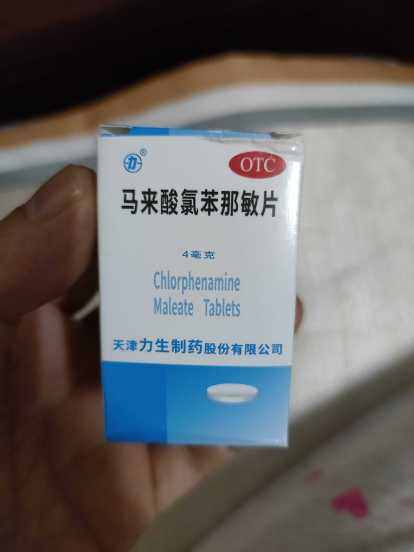 力®
OTC
马来酸氯苯那敏片
4毫克
Chlorphenamine
Maleate Tablets
天津力生制药股份有限公司